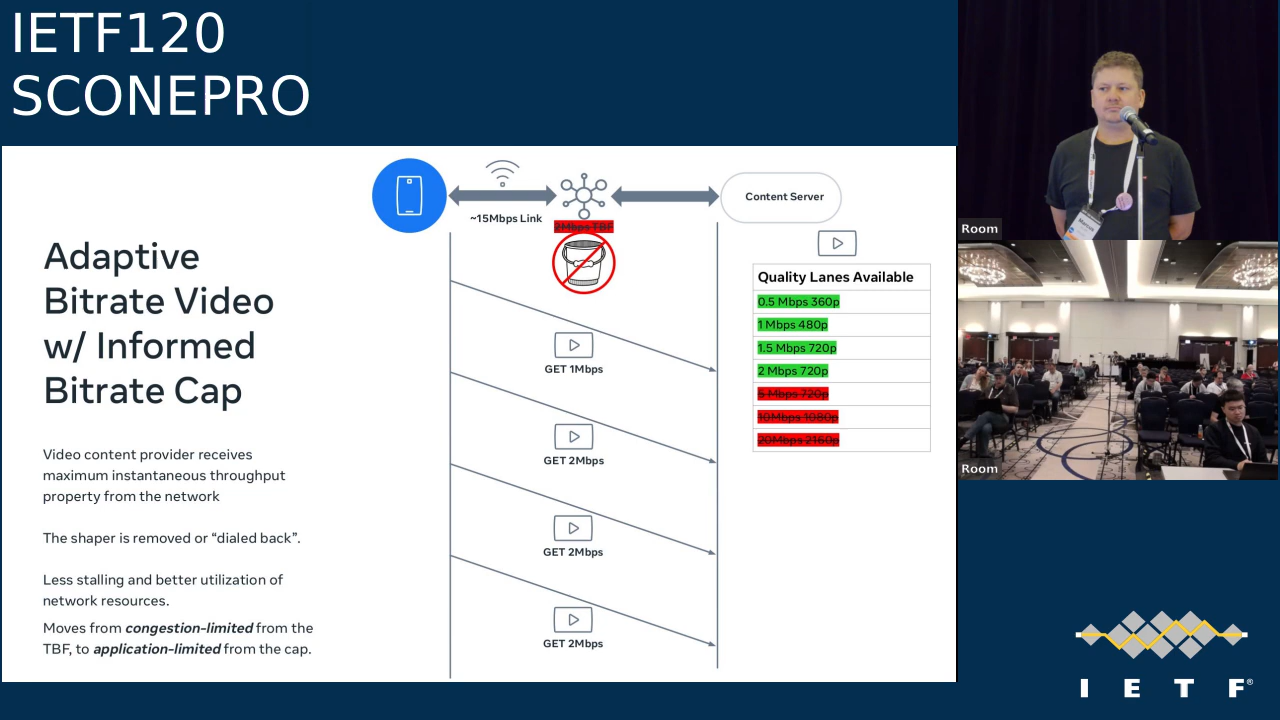 IETF120
SCONEPRO
Adaptive
Bitrate Video
w/ Informed
Bitrate Cap
Video content provider receives
maximum instantaneous throughput
property from the network
The shaper is removed or “dialed back”.
Less stalling and better utilization of
network resources.
Moves from congestion-limited from the
TBF, to application-limited from the cap.
~15Mbps Link
2Mbps TBF
Content Server
GET 1Mbps
GET 2Mbps
GET 2Mbps
GET 2Mbps
Quality Lanes Available
0.5 Mbps 360p
1 Mbps 480p
1.5 Mbps 720p
2 Mbps 720p
5 Mbps 720p
10Mbps 1080p
20Mbps 2160p
Room
Room
I E T F®